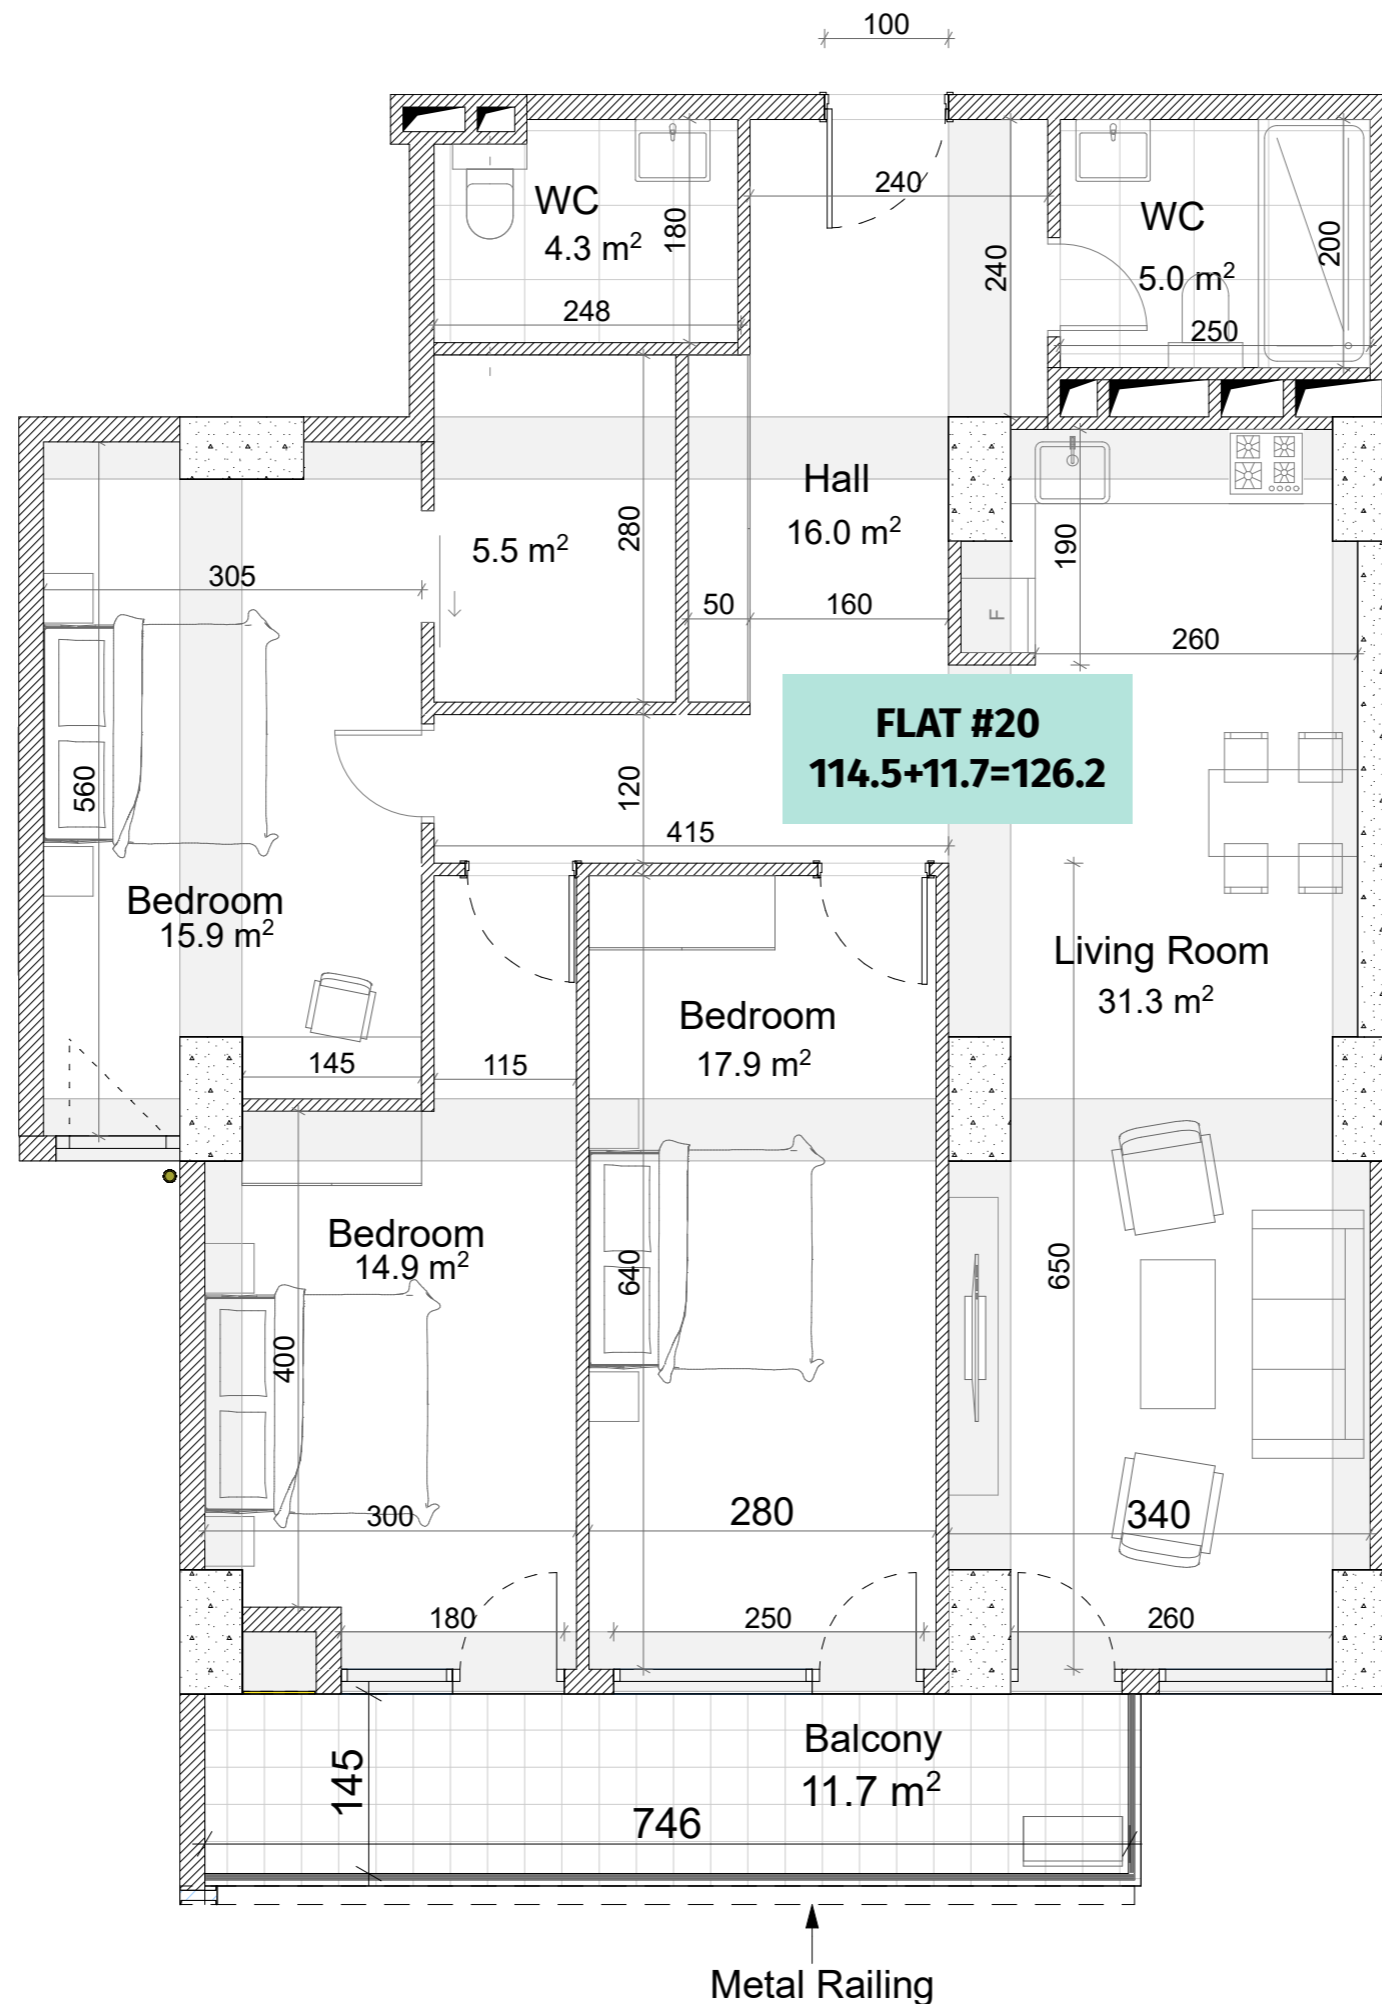 100
240
WC
4.3 m²
180
248
240
WC
5.0 m²
200
250
Hall
16.0 m²
5.5 m²
280
305
50
160
190
F
260
FLAT #20
114.5+11.7=126.2
560
120
415
Bedroom
15.9 m²
Living Room
31.3 m²
Bedroom
17.9 m²
145
115
Bedroom
14.9 m²
640
650
400
300
280
340
180
250
260
Balcony
11.7 m²
145
746
Metal Railing